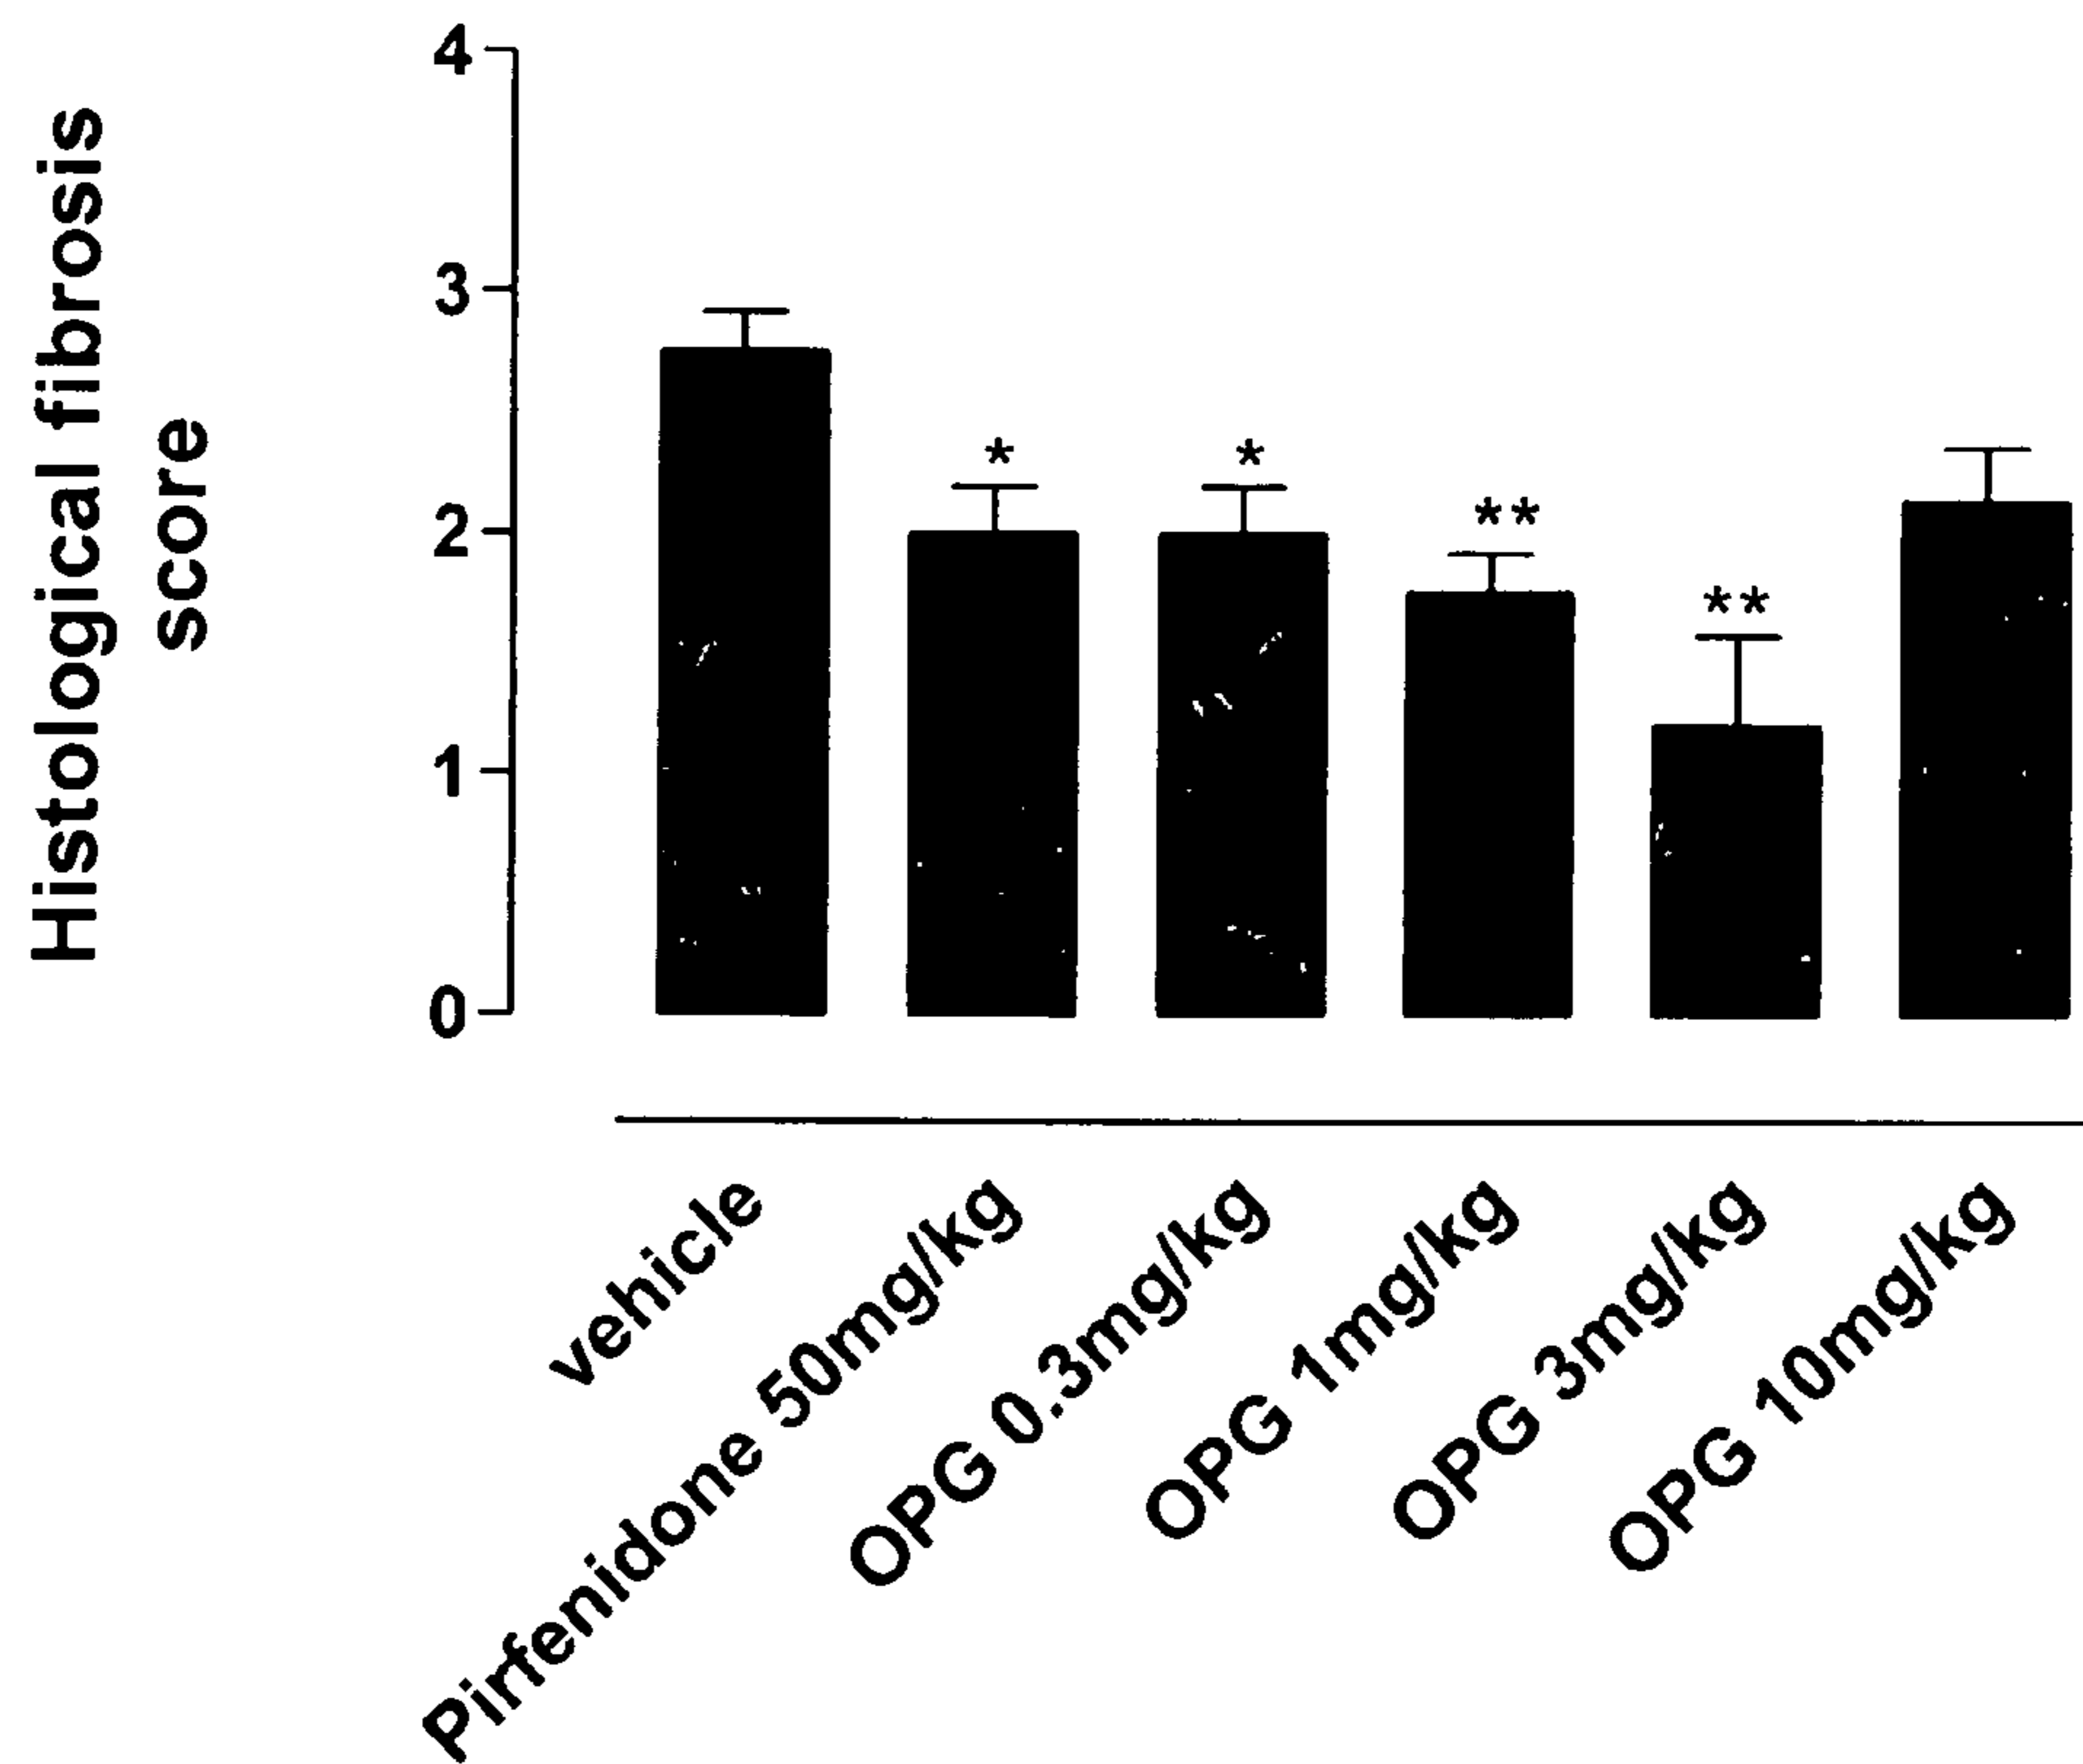 Histological fibrosis
score
4
3
2
1
0
*
*
**
**
vehicle
Pirfenidone 50mg/kg
OPG 0.3mg/kg
OPG 1mg/kg
OPG 3mg/kg
OPG 10mg/kg